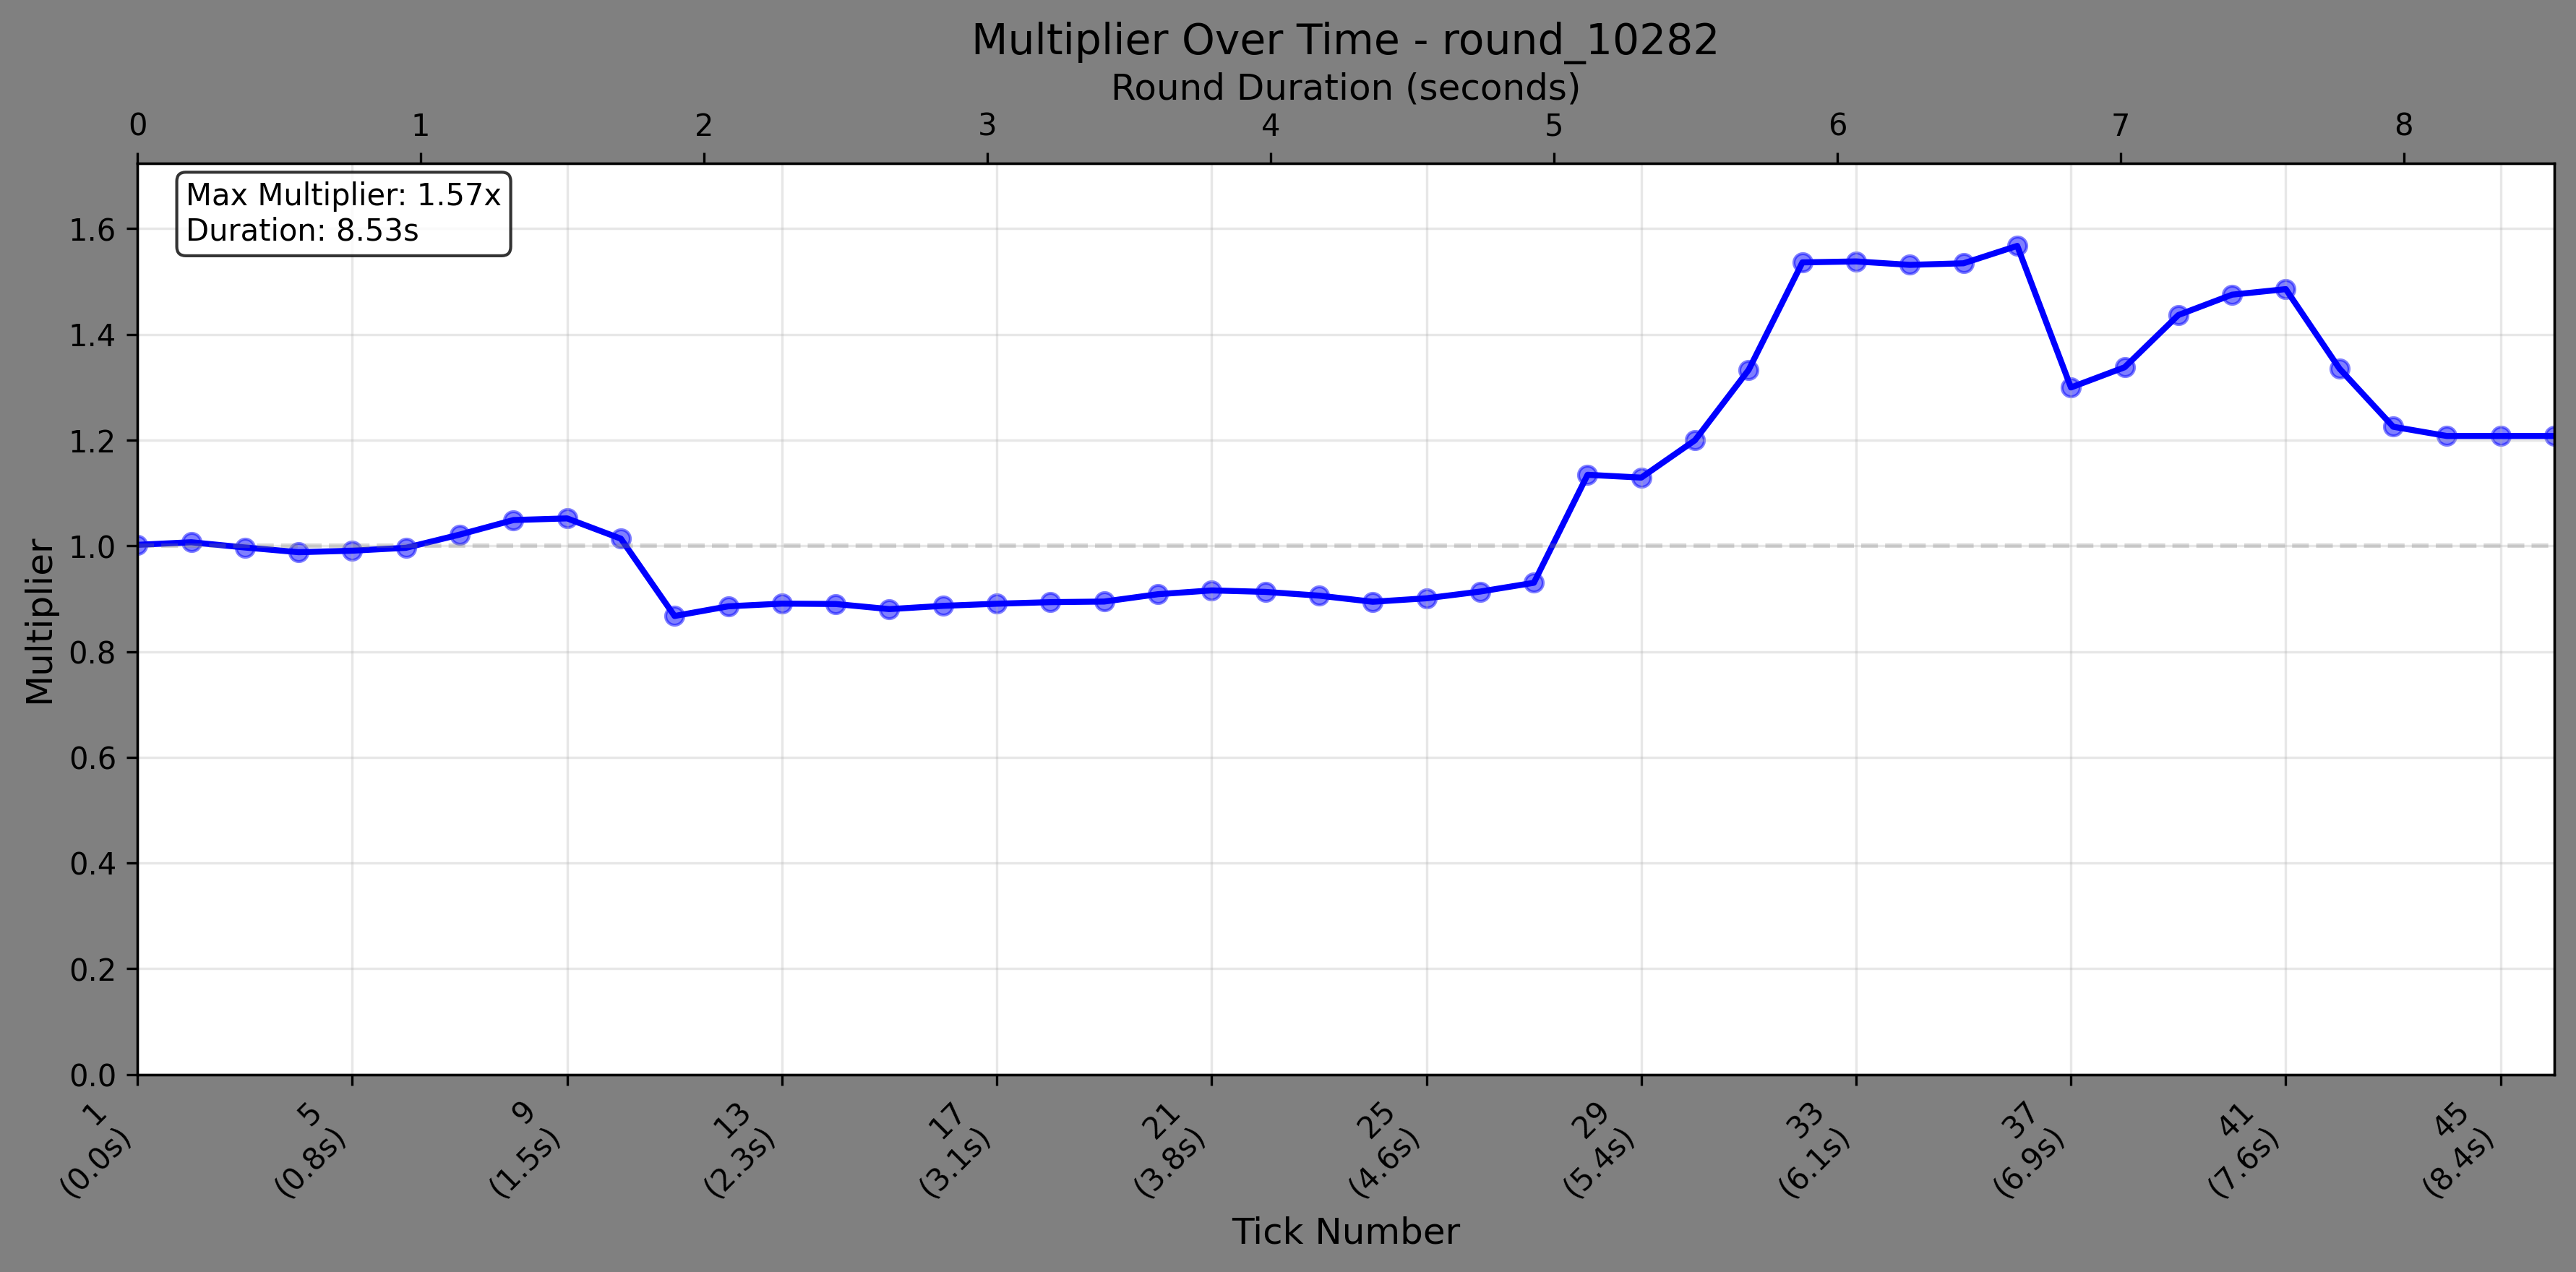 Multiplier Over Time - round_10282
Round Duration (seconds)
0 1 2 3 4 5 6 7 8
Max Multiplier: 1.57x
Duration: 8.53s
1.6
1.4
1.2
1.0
0.8
0.6
0.4
0.2
0.0
Multiplier
1
(0.0s)
5
(0.8s)
9
(1.5s)
13
(2.3s)
17
(3.1s)
21
(3.8s)
25
(4.6s)
29
(5.4s)
33
(6.1s)
37
(6.9s)
41
(7.6s)
45
(8.4s)
Tick Number